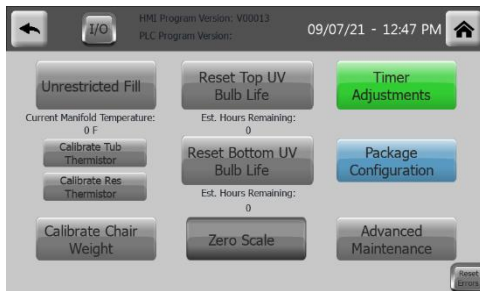 I/O
HMI Program Version: V00013
PLC Program Version:
09/07/21 - 12:47 PM
Unrestricted Fill
Current Manifold Temperature:
0 F
Calibrate Tub
Thermistor
Calibrate Res
Thermistor
Calibrate Chair
Weight
Reset Top UV
Bulb Life
Est. Hours Remaining:
0
Reset Bottom UV
Bulb Life
Est. Hours Remaining:
0
Zero Scale
Timer
Adjustments
Package
Configuration
Advanced
Maintenance
Reset
Errors